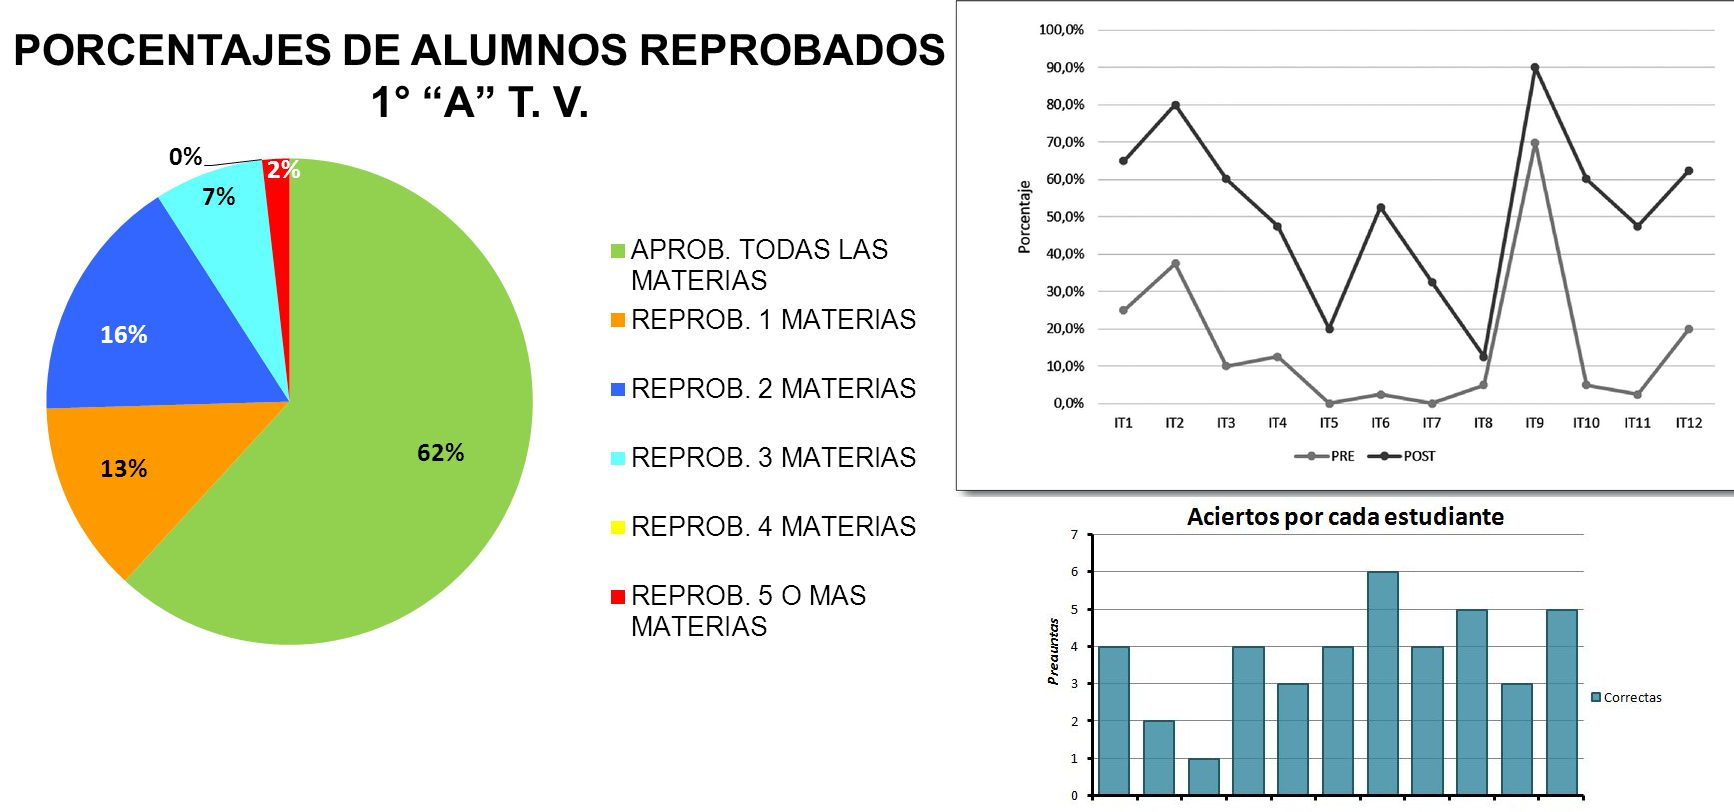 PORCENTAJES DE ALUMNOS REPROBADOS
1° “A” T. V.
0%
2%
7%
16%
13%
62%
APROB. TODAS LAS
MATERIAS
REPROB. 1 MATERIAS
REPROB. 2 MATERIAS
REPROB. 3 MATERIAS
REPROB. 4 MATERIAS
REPROB. 5 O MAS
MATERIAS
100,0%
90,0%
80,0%
70,0%
60,0%
50,0%
40,0%
30,0%
20,0%
10,0%
0,0%
Porcentaje
IT1 IT2 IT3 IT4 IT5 IT6 IT7 IT8 IT9 IT10 IT11 IT12
PRE POST
Aciertos por cada estudiante
7
6
5
4
3
2
1
0
Preguntas
Correctas